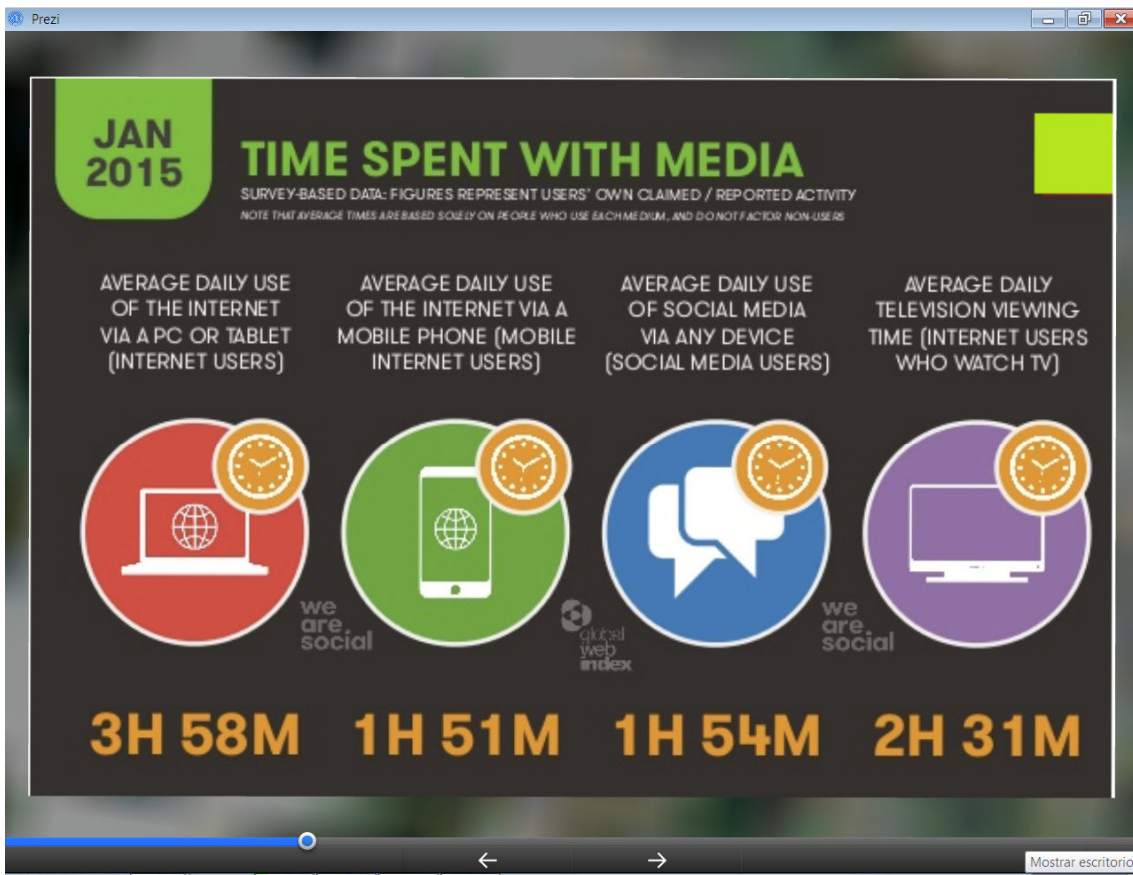 Prezi
JAN
2015
TIME SPENT WITH MEDIA
SURVEY-BASED DATA: FIGURES REPRESENT USERS' OWN CLAIMED / REPORTED ACTIVITY
NOTE THAT AVERAGE TIMES ARE BASED SOLELY ON PEOPLE WHO USE EACH MEDIUM, AND DO NOT FACTOR NON-USERS
AVERAGE DAILY USE
OF THE INTERNET
VIA A PC OR TABLET
(INTERNET USERS)
AVERAGE DAILY USE
OF THE INTERNET VIA A
MOBILE PHONE (MOBILE
INTERNET USERS)
AVERAGE DAILY USE
OF SOCIAL MEDIA
VIA ANY DEVICE
(SOCIAL MEDIA USERS)
AVERAGE DAILY
TELEVISION VIEWING
TIME (INTERNET USERS
WHO WATCH TV)
we
are
social
global
web
index
we
are
social
3H 58M
1H 51M
1H 54M
2H 31M
Mostrar escritorio